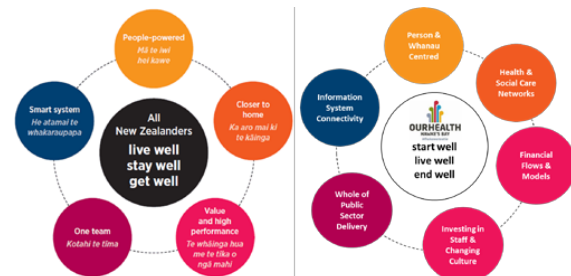 People-powered
Mā te iwi
hoi kawe
Smart system
He atamai te
whakaraupapa
All
New Zealanders
live well
stay well
get well
Closer to
home
Ka aro mai ki
te kāinga
One team
Kotahi te tīma
Value
and high
performance
Te whāinga hua
me te tika o
ngā mahi
Person &
Whanau
Centred
Information
System
Connectivity
Health &
Social Care
Networks
OURHEALTH
HAWKE'S BAY
start well
live well
end well
Financial
Flows &
Models
Whole of
Public
Sector
Delivery
Investing in
Staff &
Changing
Culture